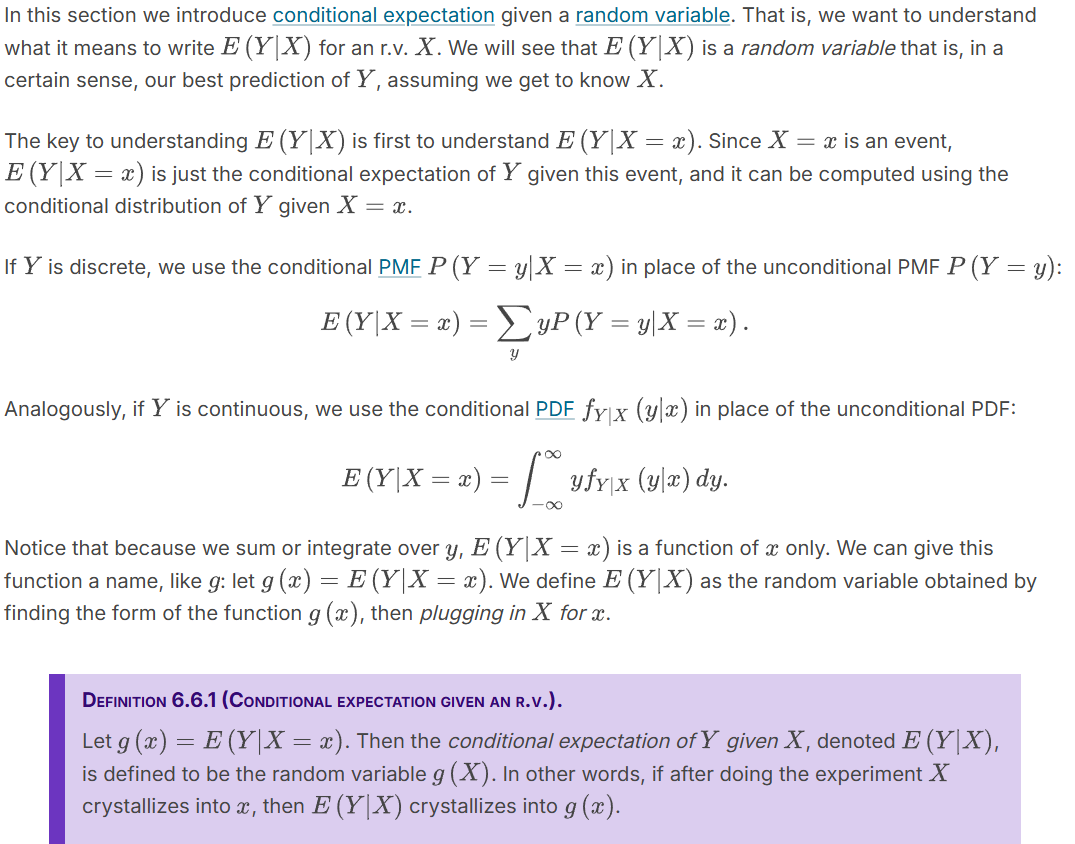 In this section we introduce conditional expectation given a random variable. That is, we want to understand
what it means to write E (Y|X) for an r.v. X. We will see that E (Y|X) is a random variable that is, in a
certain sense, our best prediction of Y, assuming we get to know X.
The key to understanding E (Y|X) is first to understand E (Y|X = x). Since X = x is an event,
E (Y|X = x) is just the conditional expectation of Y given this event, and it can be computed using the
conditional distribution of Y given X = x.
If Y is discrete, we use the conditional PMF P (Y = y|X = x) in place of the unconditional PMF P (Y = y):
E (Y|X = x) = ∑_y yP (Y = y|X = x) .
Analogously, if Y is continuous, we use the conditional PDF f_{Y|X} (y|x) in place of the unconditional PDF:
E (Y|X = x) = ∫_{−∞}^{∞} y f_{Y|X} (y|x) dy.
Notice that because we sum or integrate over y, E (Y|X = x) is a function of x only. We can give this
function a name, like g: let g (x) = E (Y|X = x). We define E (Y|X) as the random variable obtained by
finding the form of the function g (x), then plugging in X for x.
DEFINITION 6.6.1 (CONDITIONAL EXPECTATION GIVEN AN R.V.).
Let g (x) = E (Y|X = x). Then the conditional expectation of Y given X, denoted E (Y|X),
is defined to be the random variable g (X). In other words, if after doing the experiment X
crystallizes into x, then E (Y|X) crystallizes into g (x).